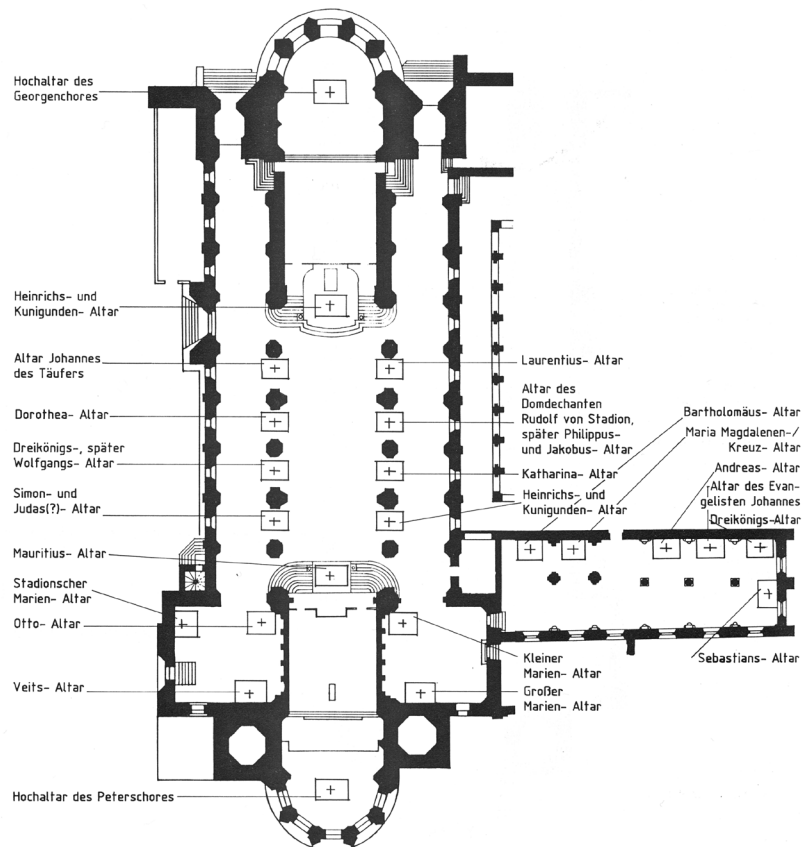 Hochaltar des
Georgenchores
Heinrichs- und
Kunigunden- Altar
Altar Johannes
des Täufers
Dorothea- Altar
Dreikönigs-, später
Wolfgangs- Altar
Simon- und
Judas(?)- Altar
Mauritius- Altar
Stadionscher
Marien- Altar
Otto- Altar
Veits- Altar
Hochaltar des Peterschores
Laurentius- Altar
Altar des
Domdechanten
Rudolf von Stadion,
später Philippus-
und Jakobus- Altar
Katharina- Altar
Heinrichs- und
Kunigunden- Altar
Kleiner
Marien- Altar
Großer
Marien- Altar
Bartholomäus- Altar
Maria Magdalenen-/
Kreuz- Altar
Andreas- Altar
Altar des Evan-
gelisten Johannes
Dreikönigs-Altar
Sebastians- Altar